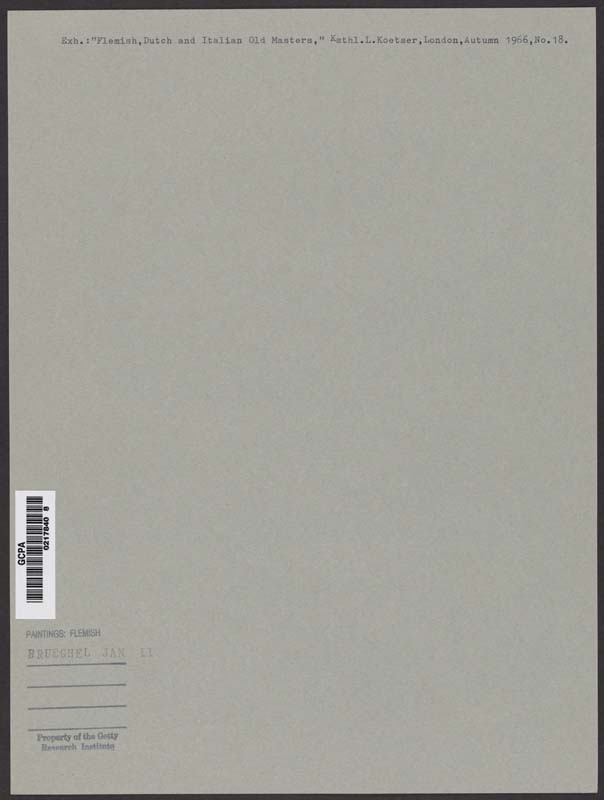 Exh.:"Flemish,Dutch and Italian Old Masters," Kathl.L.Koetser,London,Autumn 1966,No.18.
GCPA
0217840 8
PAINTINGS: FLEMISH
BRUEGHEL JAN II
Property of the Getty
Research Institute